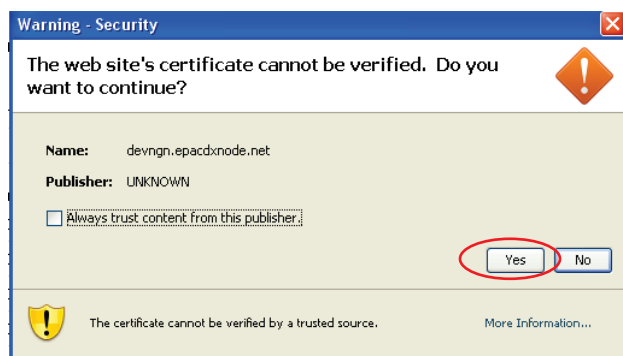 Warning - Security
The web site's certificate cannot be verified. Do you
want to continue?
Name: devngn.epacdxnode.net
Publisher: UNKNOWN
Always trust content from this publisher.
Yes No
The certificate cannot be verified by a trusted source. More Information...